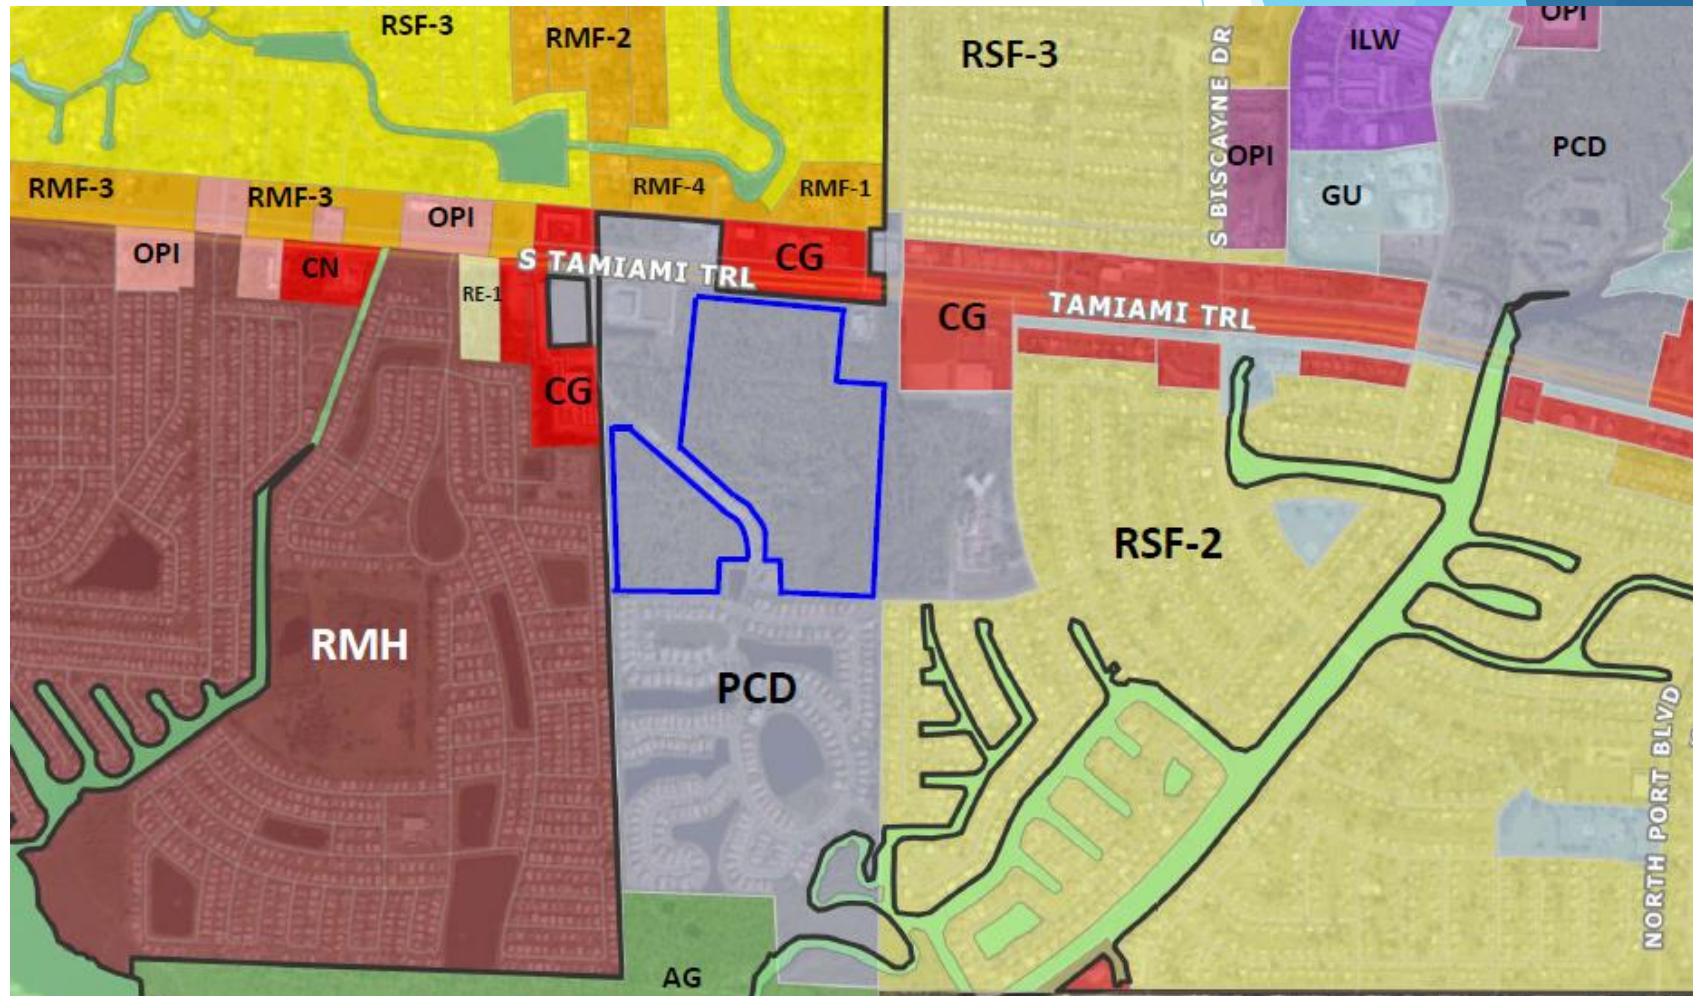 RSF-3
RMF-2
RSF-3
ILW
OPI
S BISCAYNE DR
OPI
PCD
RMF-3
RMF-3
RMF-4
RMF-1
GU
OPI
OPI
CN
RE-1
S TAMIAMI TRL
CG
CG
TAMIAMI TRL
CG
RSF-2
RMH
PCD
NORTH PORT BLVD
AG